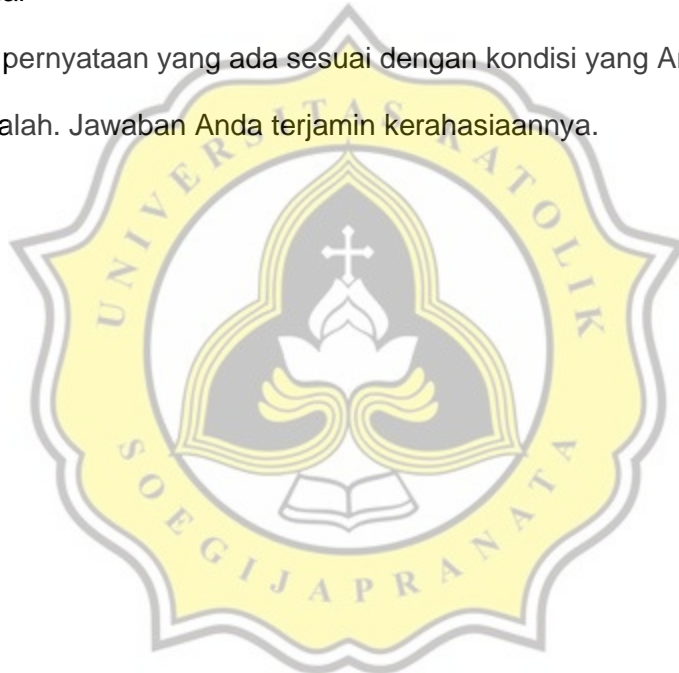 pernyataan yang ada sesuai dengan kondisi yang
alah. Jawaban Anda terjamin kerahasiaannya.
UNIVERSITAS KATOLIK
SOEGIJAPRANATA